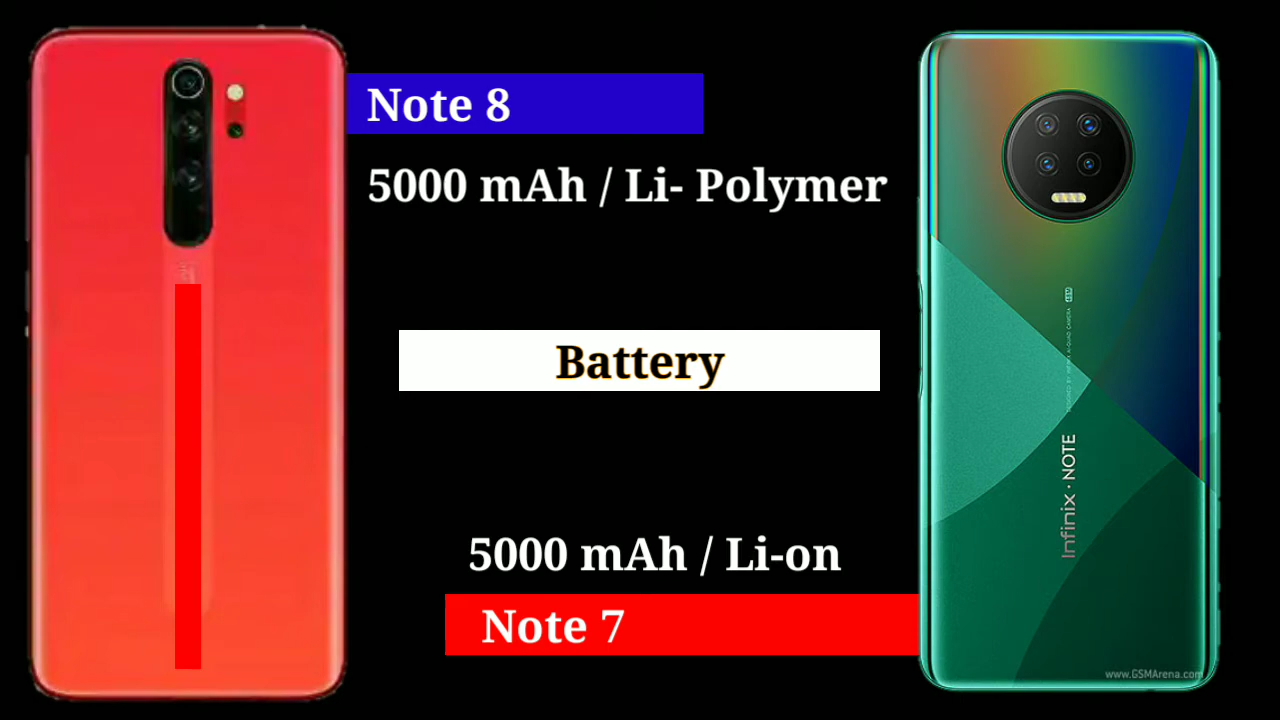 Note 8
5000 mAh / Li- Polymer
Battery
5000 mAh / Li-on
Note 7
Infinix · NOTE
www.GSMArena.com